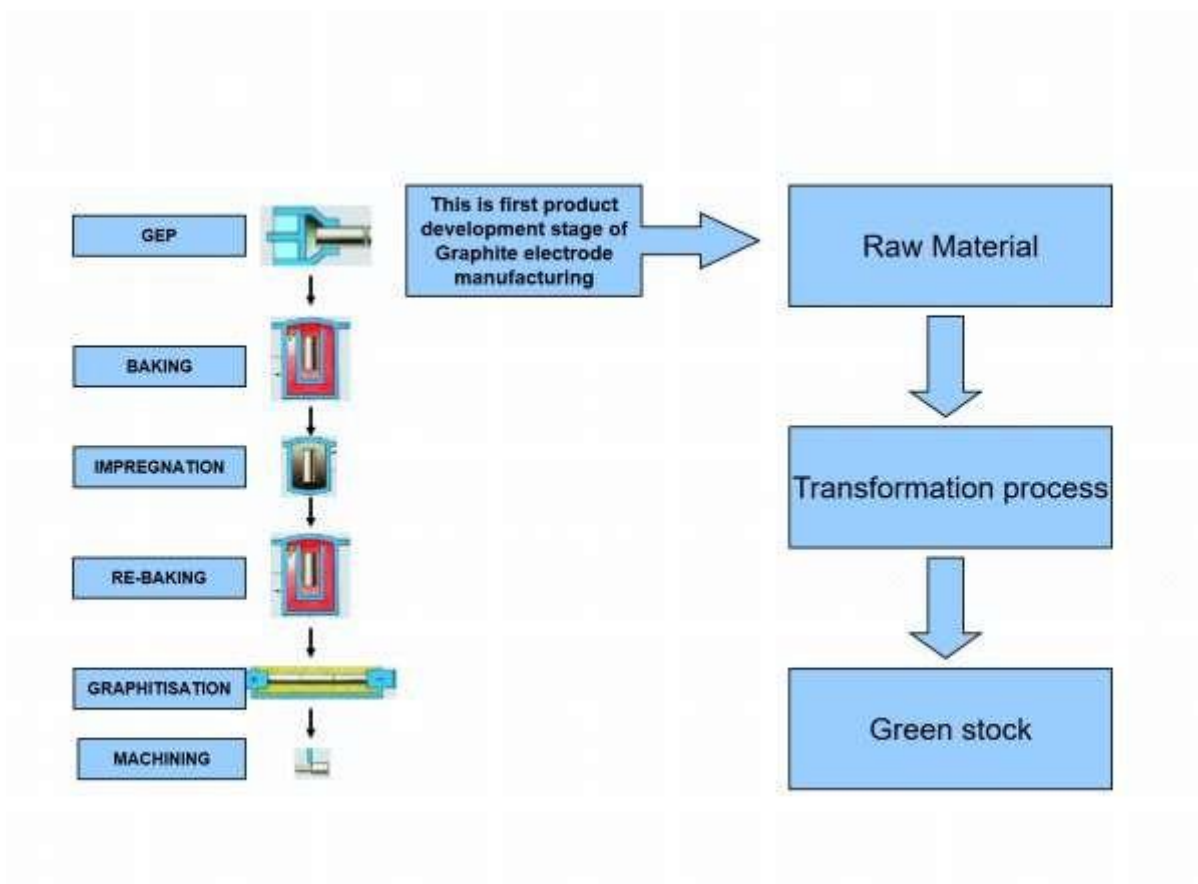 GEP
BAKING
IMPREGNATION
RE-BAKING
GRAPHITISATION
MACHINING
This is first product
development stage of
Graphite electrode
manufacturing
Raw Material
Transformation process
Green stock